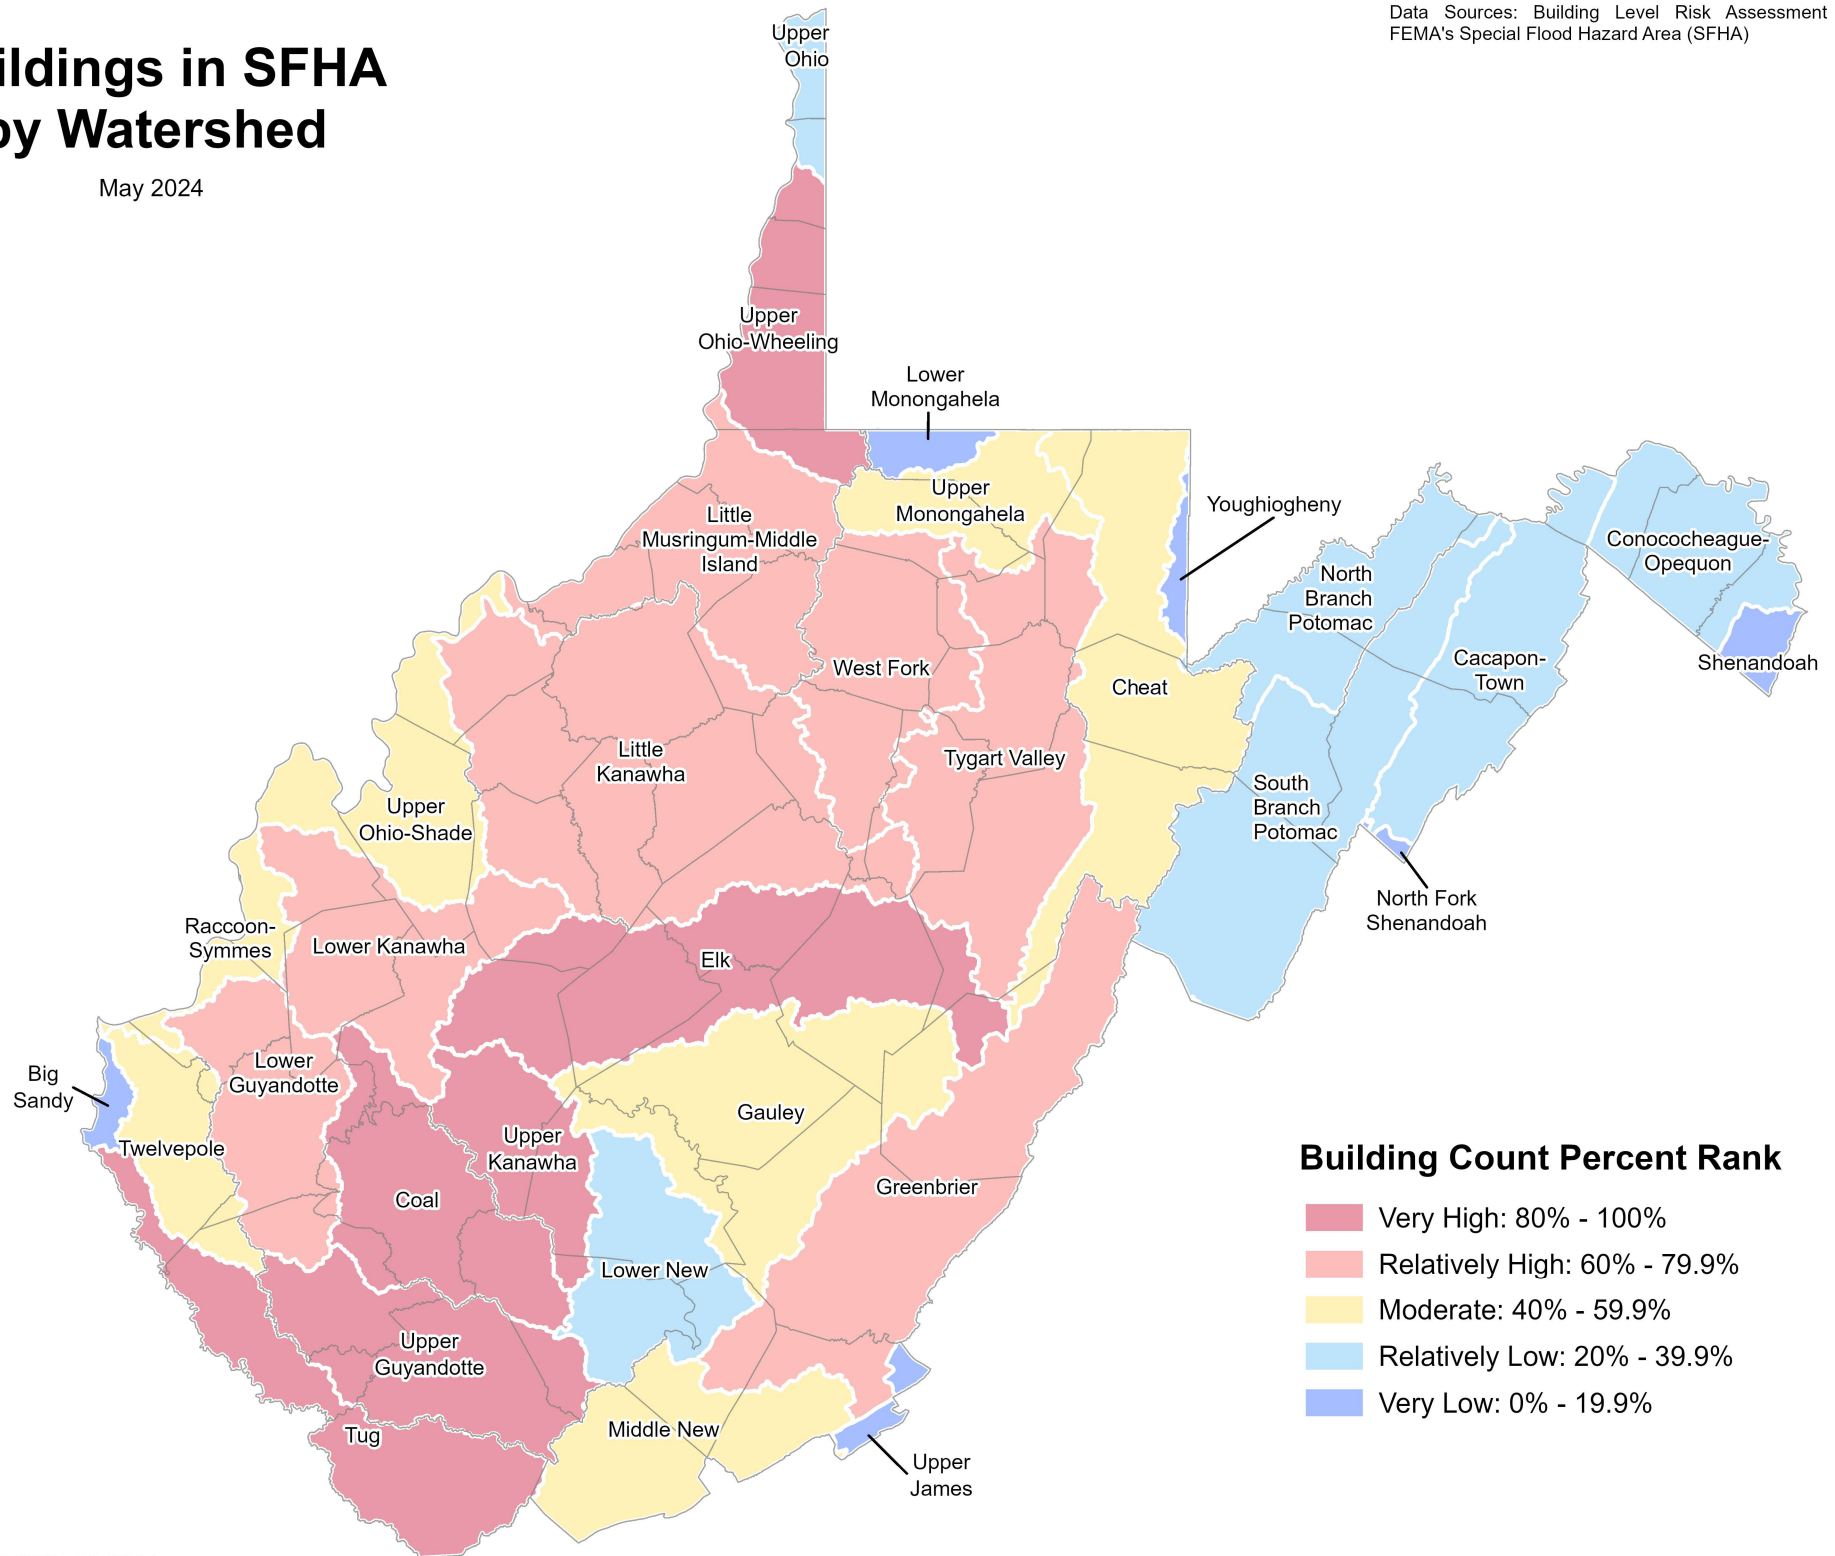 ildings in SFHA
by Watershed
May 2024
Data Sources: Building Level Risk Assessment
FEMA's Special Flood Hazard Area (SFHA)
Upper
Ohio
Upper
Ohio-Wheeling
Lower
Monongahela
Upper
Monongahela
Youghiogheny
Little
Musringum-Middle
Island
North
Branch
Potomac
Conococheague-
Opequon
Shenandoah
Cacapon-
Town
West Fork
Cheat
Little
Kanawha
Tygart Valley
Upper
Ohio-Shade
South
Branch
Potomac
North Fork
Shenandoah
Raccoon-
Symmes
Lower Kanawha
Elk
Big
Sandy
Lower
Guyandotte
Twelvepole
Gauley
Upper
Kanawha
Coal
Greenbrier
Lower New
Upper
Guyandotte
Tug
Middle New
Upper
James
Building Count Percent Rank
Very High: 80% - 100%
Relatively High: 60% - 79.9%
Moderate: 40% - 59.9%
Relatively Low: 20% - 39.9%
Very Low: 0% - 19.9%